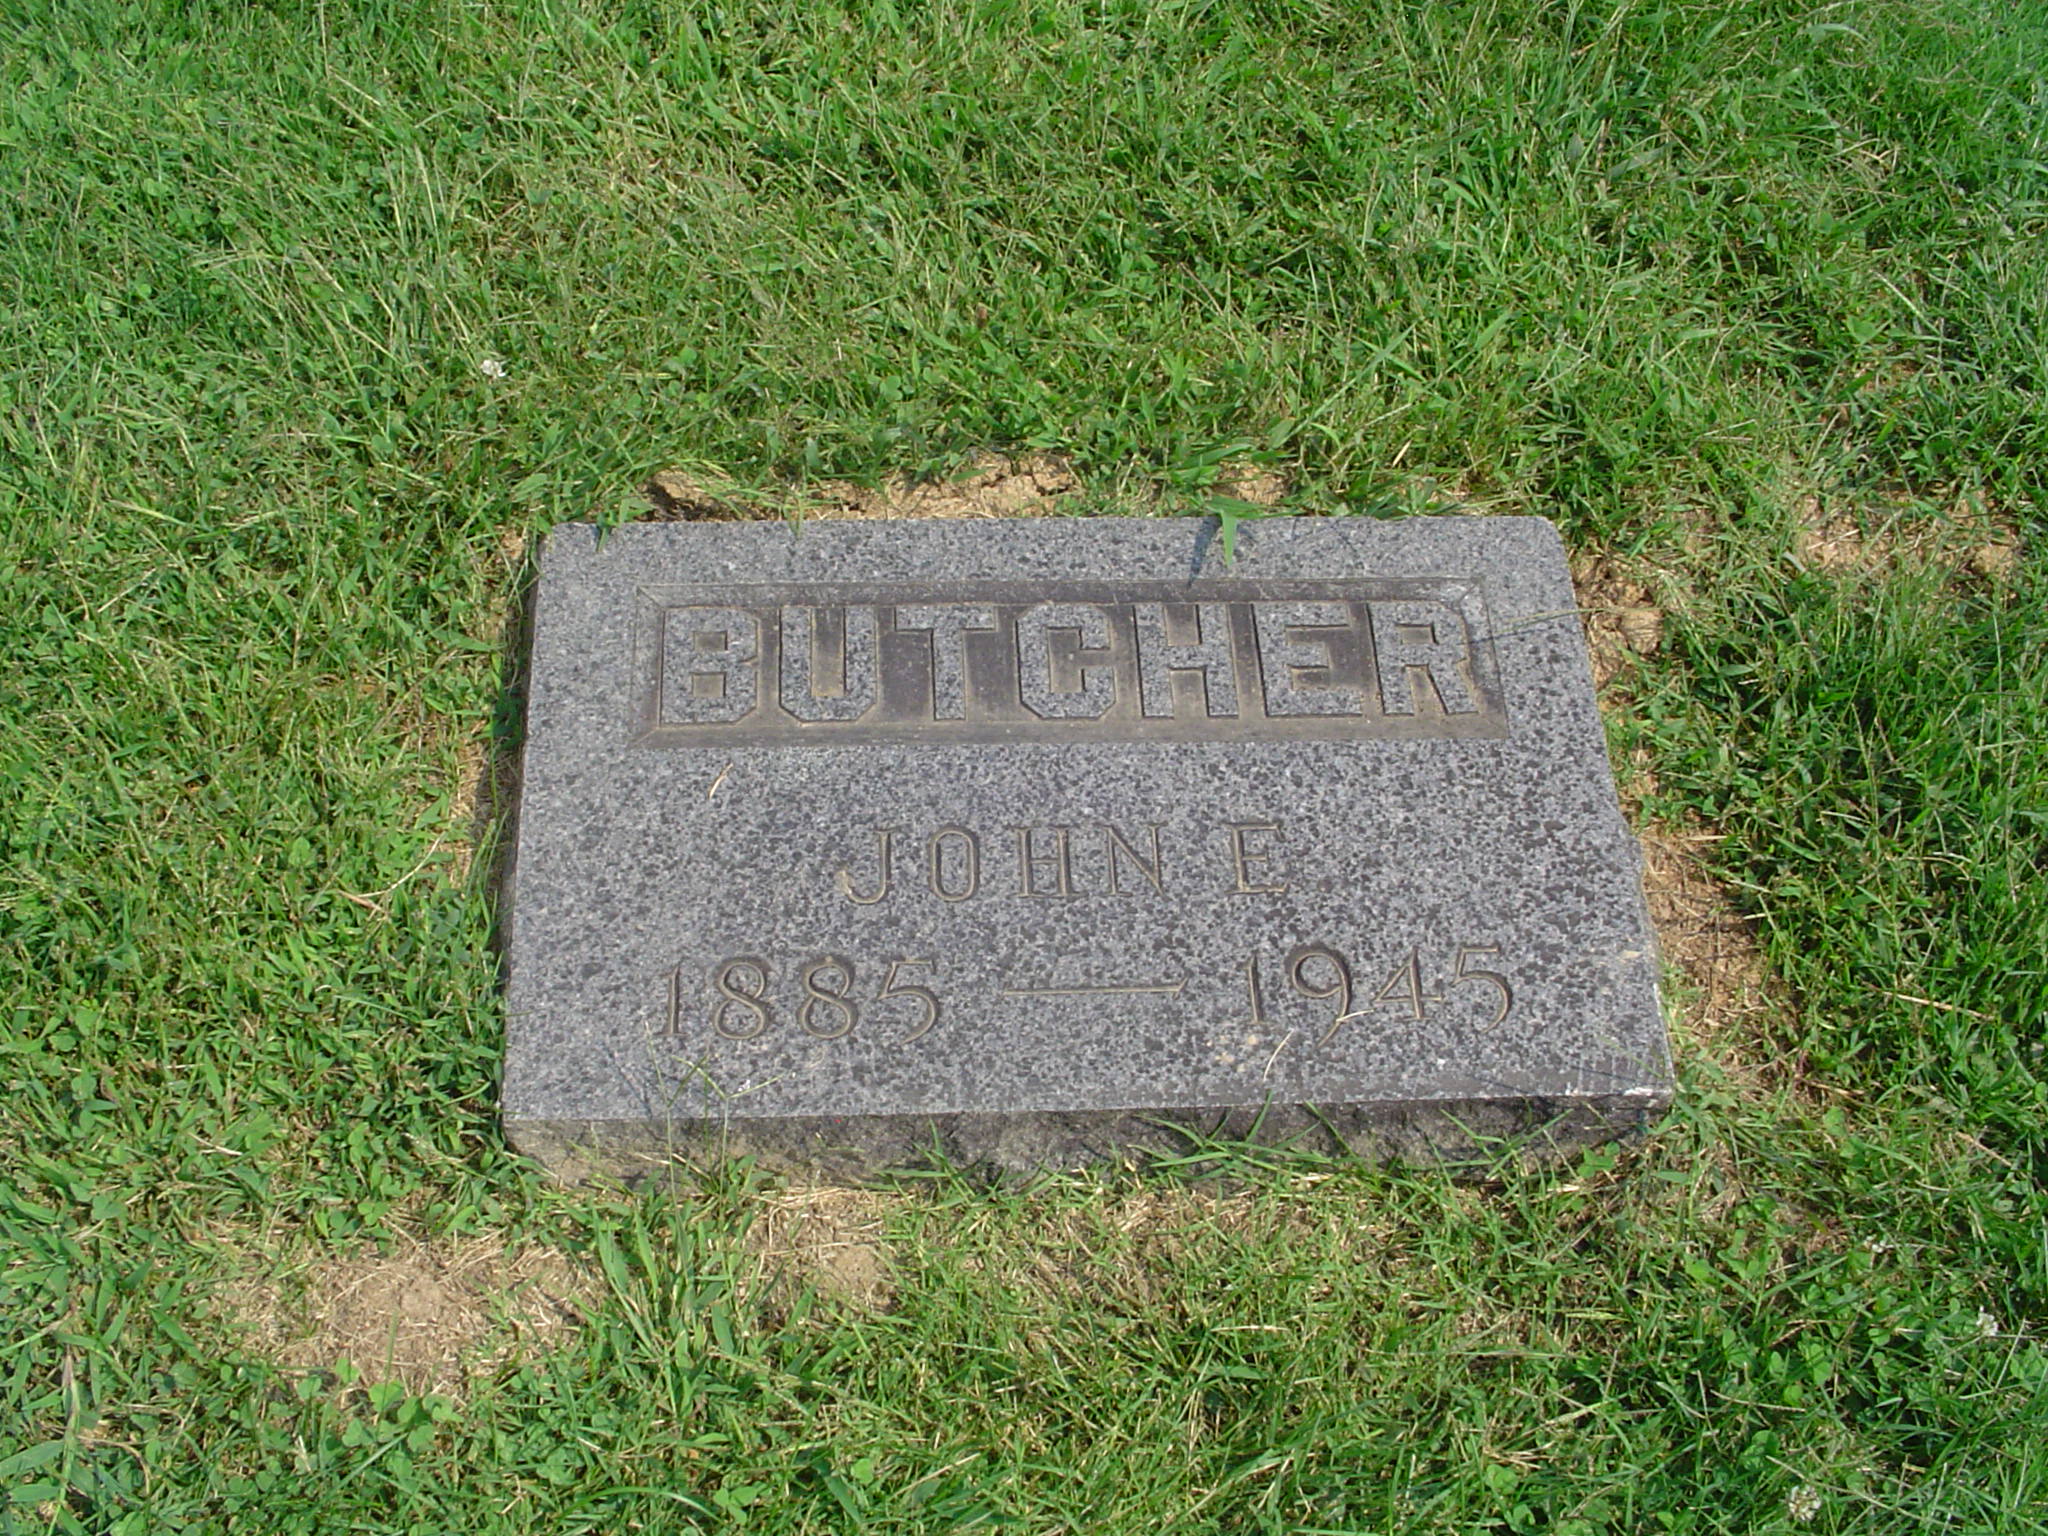 BUTCHER
JOHN E
1885 — 1945